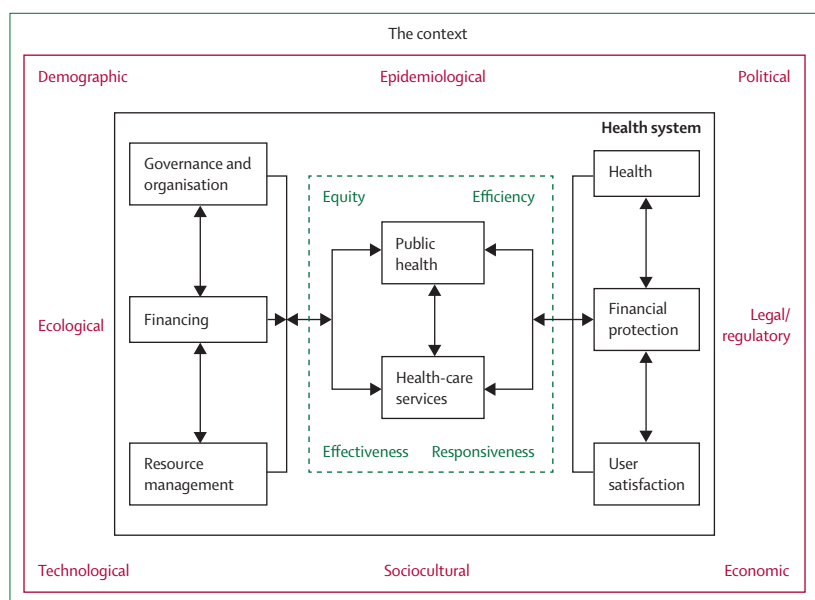 The context
Demographic
Epidemiological
Political
Health system
Governance and
organisation
Health
Equity
Efficiency
Public
health
Ecological
Financing
Financial
protection
Legal/
regulatory
Health-care
services
Effectiveness
Responsiveness
Resource
management
User
satisfaction
Technological
Sociocultural
Economic